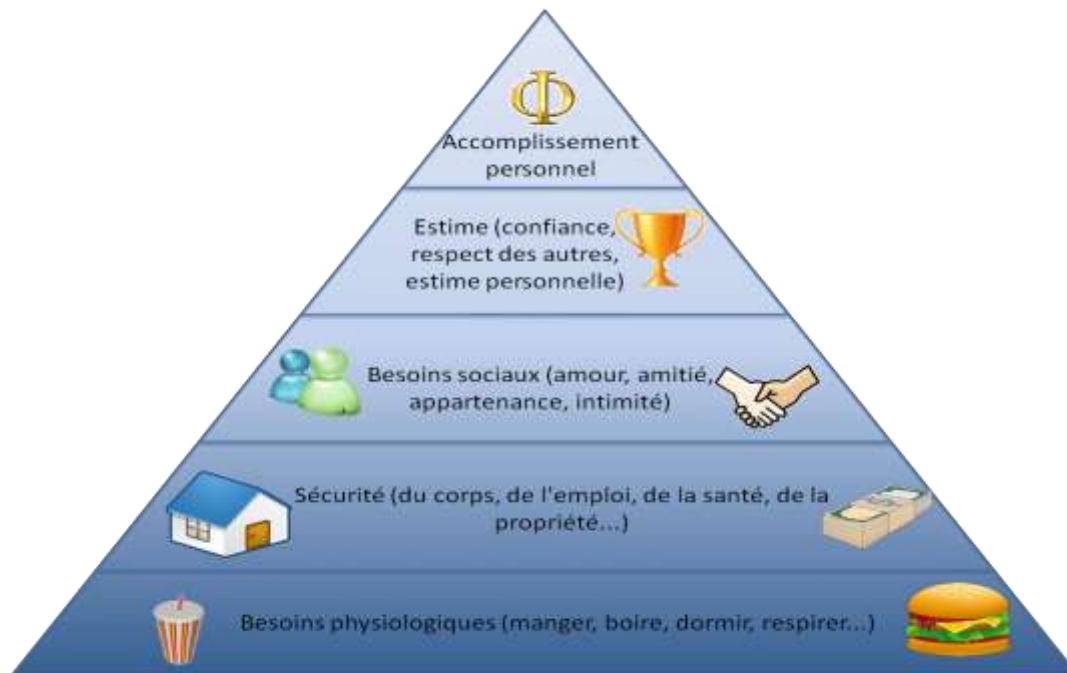 Φ
Accomplissement
personnel
Estime (confiance,
respect des autres,
estime personnelle)
Besoins sociaux (amour, amitié,
appartenance, intimité)
Sécurité (du corps, de l'emploi, de la santé, de la
propriété...)
Besoins physiologiques (manger, boire, dormir, respirer...)